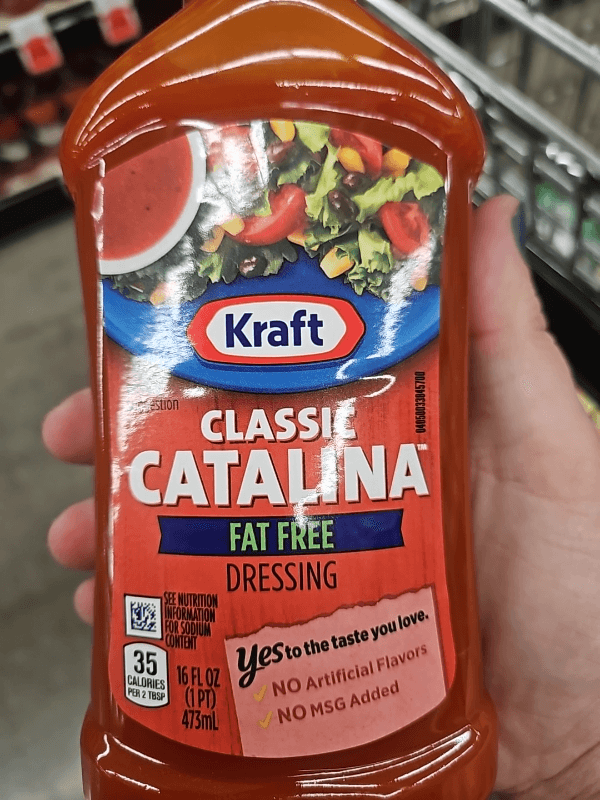 Kraft
CLASSIC
CATALINA™
FAT FREE
DRESSING
SEE NUTRITION
INFORMATION
FOR SODIUM
CONTENT
35
CALORIES
PER 2 TBSP
16 FL OZ
(1 PT)
473mL
yes to the taste you love.
✓ NO Artificial Flavors
✓ NO MSG Added